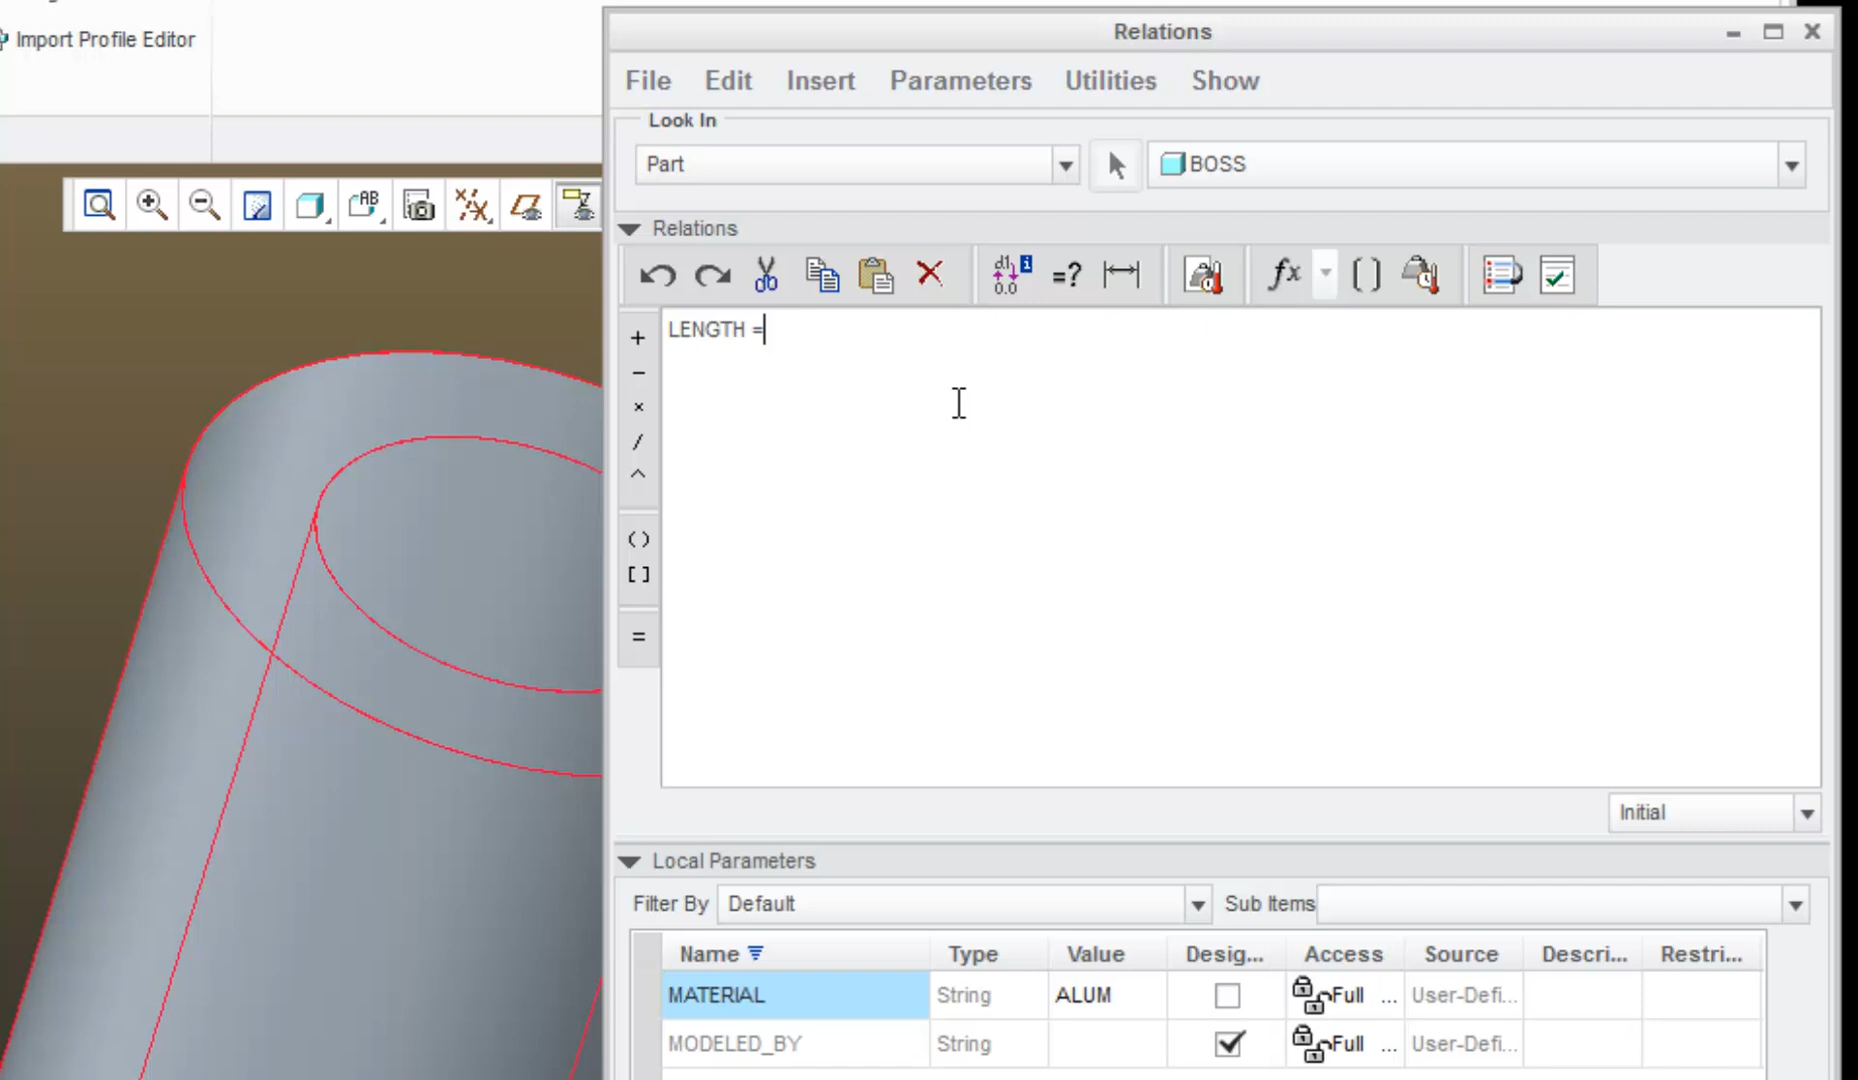 Import Profile Editor
Relations
File Edit Insert Parameters Utilities Show
Look In
Part
BOSS
Relations
LENGTH =
Initial
Local Parameters
Filter By Default Sub Items
Name Type Value Desig... Access Source Descri... Restri...
MATERIAL String ALUM Full ... User-Defi...
MODELED_BY String Full ... User-Defi...